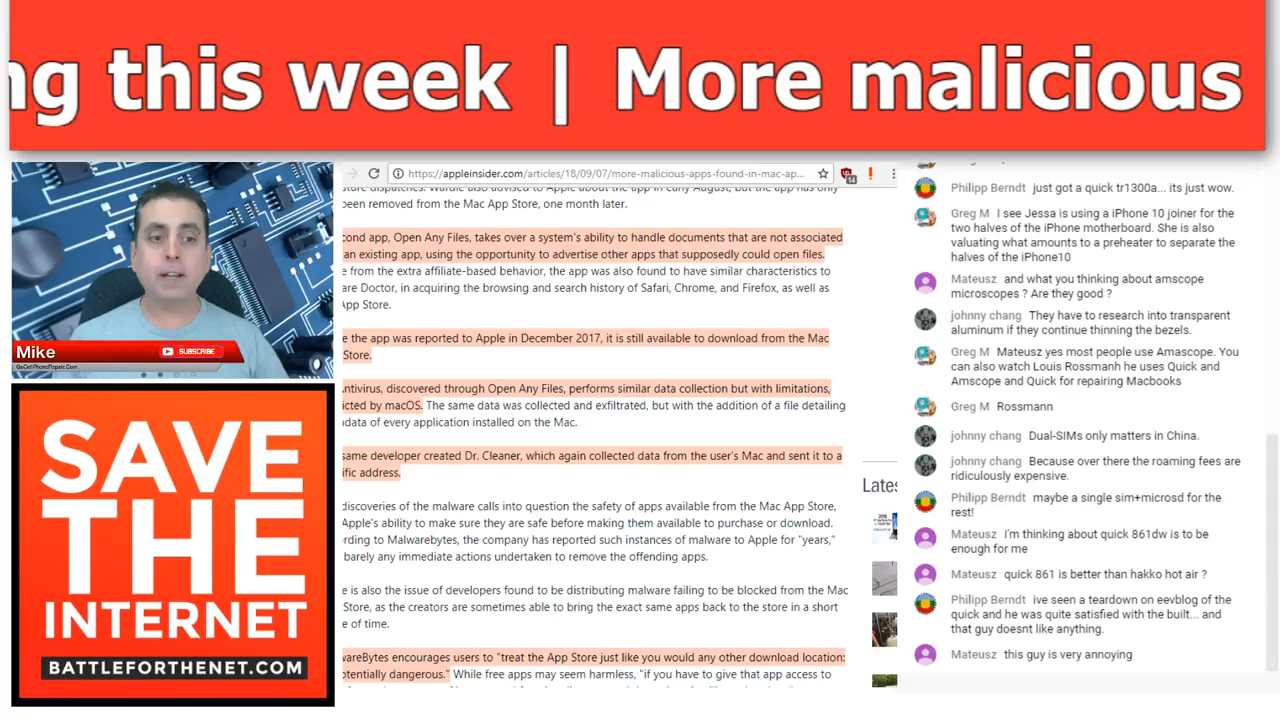 ng this week | More malicious
Mike
SUBSCRIBE
GoCellPhoneRepair.Com
SAVE
THE
INTERNET
BATTLEFORTHENET.COM
https://appleinsider.com/articles/18/09/07/more-malicious-apps-found-in-mac-ap...
14
ture dispatches. Wardle also advised to Apple about the app in early August, but the app has only
been removed from the Mac App Store, one month later.
cond app, Open Any Files, takes over a system's ability to handle documents that are not associated
an existing app, using the opportunity to advertise other apps that supposedly could open files.
e from the extra affiliate-based behavior, the app was also found to have similar characteristics to
are Doctor, in acquiring the browsing and search history of Safari, Chrome, and Firefox, as well as
App Store.
e the app was reported to Apple in December 2017, it is still available to download from the Mac
Store.
Antivirus, discovered through Open Any Files, performs similar data collection but with limitations,
icted by macOS. The same data was collected and exfiltrated, but with the addition of a file detailing
adata of every application installed on the Mac.
same developer created Dr. Cleaner, which again collected data from the user's Mac and sent it to a
ific address.
discoveries of the malware calls into question the safety of apps available from the Mac App Store,
Apple's ability to make sure they are safe before making them available to purchase or download.
rding to Malwarebytes, the company has reported such instances of malware to Apple for "years,"
barely any immediate actions undertaken to remove the offending apps.
e is also the issue of developers found to be distributing malware failing to be blocked from the Mac
Store, as the creators are sometimes able to bring the exact same apps back to the store in a short
e of time.
wareBytes encourages users to "treat the App Store just like you would any other download location:
otentially dangerous." While free apps may seem harmless, "if you have to give that app access to
Lates
Philipp Berndt just got a quick tr1300a... its just wow.
Greg M I see Jessa is using a iPhone 10 joiner for the
two halves of the iPhone motherboard. She is also
valuating what amounts to a preheater to separate the
halves of the iPhone10
Mateusz and what you thinking about amscope
microscopes ? Are they good ?
johnny chang They have to research into transparent
aluminum if they continue thinning the bezels.
Greg M Mateusz yes most people use Amascope. You
can also watch Louis Rossmanh he uses Quick and
Amscope and Quick for repairing Macbooks
Greg M Rossmann
johnny chang Dual-SIMs only matters in China.
johnny chang Because over there the roaming fees are
ridiculously expensive.
Philipp Berndt maybe a single sim+microsd for the
rest!
Mateusz I'm thinking about quick 861dw is to be
enough for me
Mateusz quick 861 is better than hakko hot air ?
Philipp Berndt ive seen a teardown on eevblog of the
quick and he was quite satisfied with the built... and
that guy doesnt like anything.
Mateusz this guy is very annoying